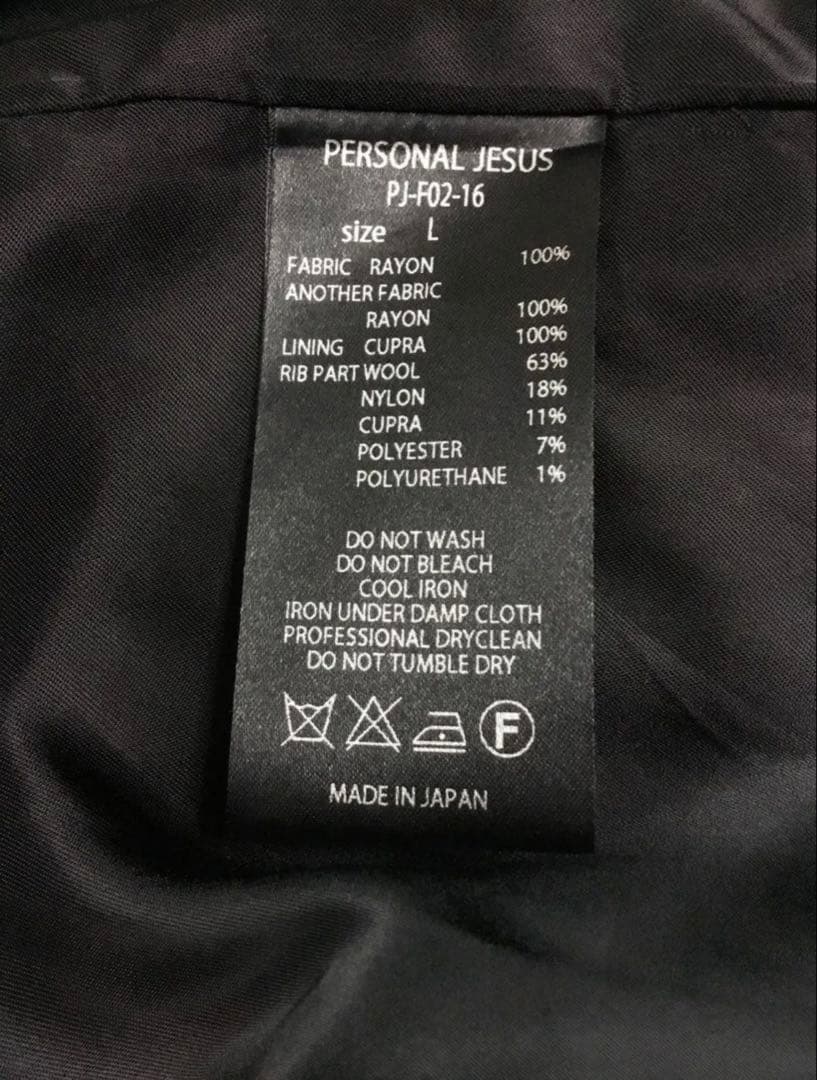 PERSONAL JESUS
PJ-F02-16
size L
FABRIC RAYON 100%
ANOTHER FABRIC
RAYON 100%
LINING CUPRA 100%
RIB PART WOOL 63%
NYLON 18%
CUPRA 11%
POLYESTER 7%
POLYURETHANE 1%
DO NOT WASH
DO NOT BLEACH
COOL IRON
IRON UNDER DAMP CLOTH
PROFESSIONAL DRYCLEAN
DO NOT TUMBLE DRY
F
MADE IN JAPAN